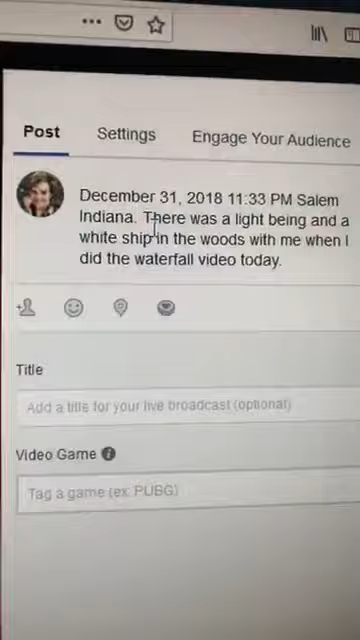 Post Settings Engage Your Audience
December 31, 2018 11:33 PM Salem
Indiana. There was a light being and a
white ship in the woods with me when I
did the waterfall video today.
Title
Add a title for your live broadcast (optional)
Video Game
Tag a game (ex: PUBG)